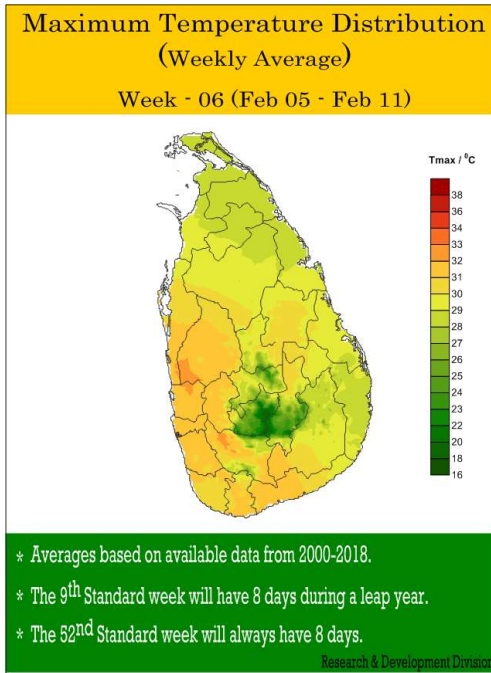 Maximum Temperature Distribution
(Weekly Average)
Week - 06 (Feb 05 - Feb 11)
Tmax / ⁰C
38
36
34
33
32
31
30
29
28
27
26
25
24
23
22
20
18
16
* Averages based on available data from 2000-2018.
* The 9th Standard week will have 8 days during a leap year.
* The 52nd Standard week will always have 8 days.
Research & Development Division